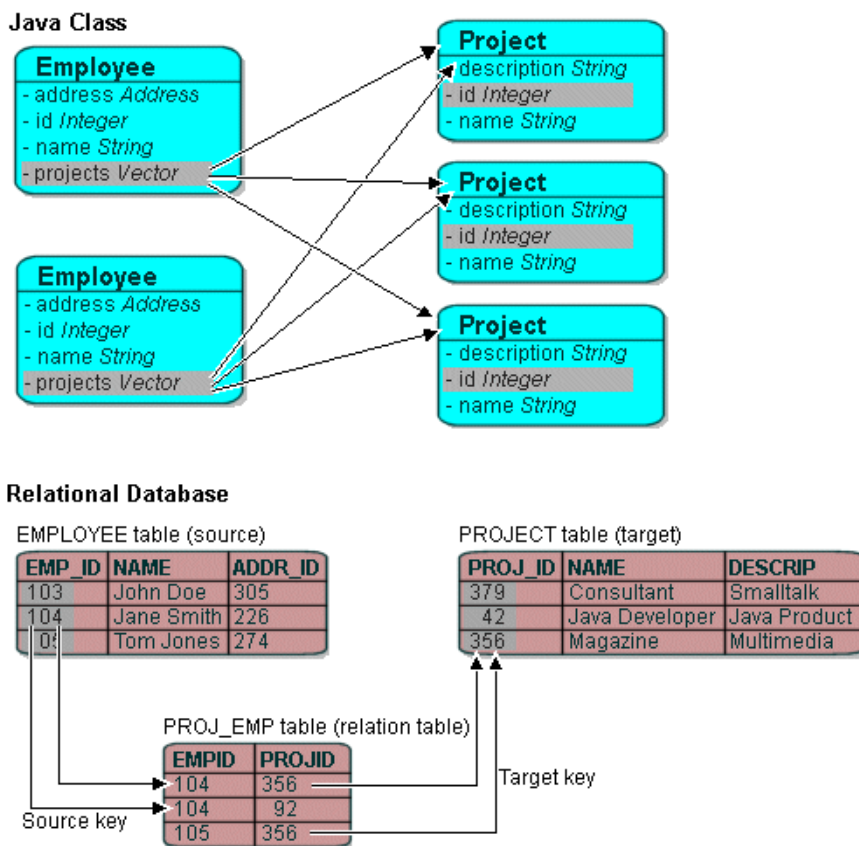 Java Class
Employee
- address Address
- id Integer
- name String
- projects Vector
Employee
- address Address
- id Integer
- name String
- projects Vector
Project
- description String
- id Integer
- name String
Project
- description String
- id Integer
- name String
Project
- description String
- id Integer
- name String
Relational Database
EMPLOYEE table (source)
EMP_ID NAME ADDR_ID
103 John Doe 305
104 Jane Smith 226
105 Tom Jones 274
PROJECT table (target)
PROJ_ID NAME DESCRIP
379 Consultant Smalltalk
42 Java Developer Java Product
356 Magazine Multimedia
PROJ_EMP table (relation table)
EMPID PROJID
104 356
104 92
105 356
Source key
Target key